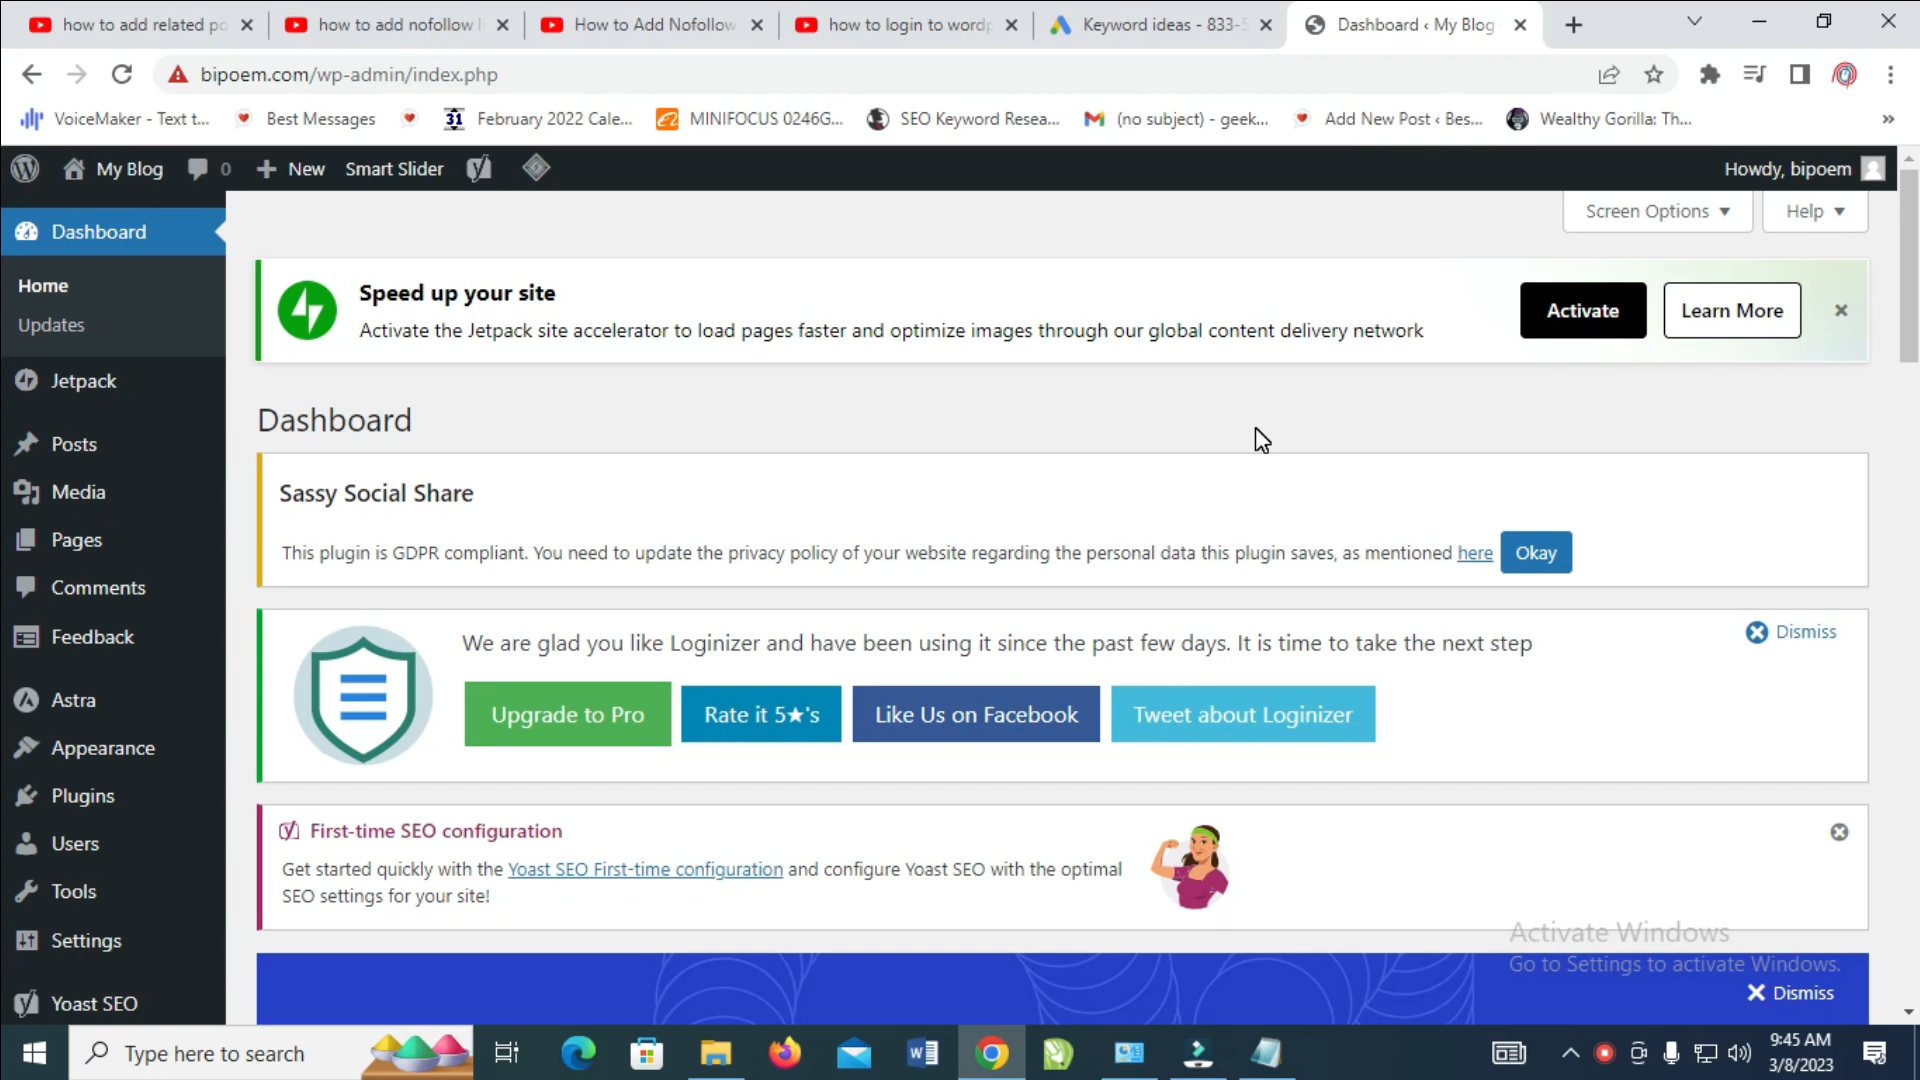 how to add related po
how to add nofollow l
How to Add Nofollow
how to login to wordp
Keyword ideas - 833-5
Dashboard ‹ My Blog
bipoem.com/wp-admin/index.php
VoiceMaker - Text t...
Best Messages
31
February 2022 Cale...
MINIFOCUS 0246G...
SEO Keyword Resea...
(no subject) - geek...
Add New Post ‹ Bes...
Wealthy Gorilla: Th...
My Blog
0
New
Smart Slider
Howdy, bipoem
Screen Options ▼
Help ▼
Dashboard
Home
Updates
Jetpack
Posts
Media
Pages
Comments
Feedback
Astra
Appearance
Plugins
Users
Tools
Settings
Yoast SEO
Speed up your site
Activate the Jetpack site accelerator to load pages faster and optimize images through our global content delivery network
Activate
Learn More
Dashboard
Sassy Social Share
This plugin is GDPR compliant. You need to update the privacy policy of your website regarding the personal data this plugin saves, as mentioned here
Okay
We are glad you like Loginizer and have been using it since the past few days. It is time to take the next step
Dismiss
Upgrade to Pro
Rate it 5★'s
Like Us on Facebook
Tweet about Loginizer
First-time SEO configuration
Get started quickly with the Yoast SEO First-time configuration and configure Yoast SEO with the optimal
SEO settings for your site!
Activate Windows
Go to Settings to activate Windows.
Dismiss
Type here to search
9:45 AM
3/8/2023